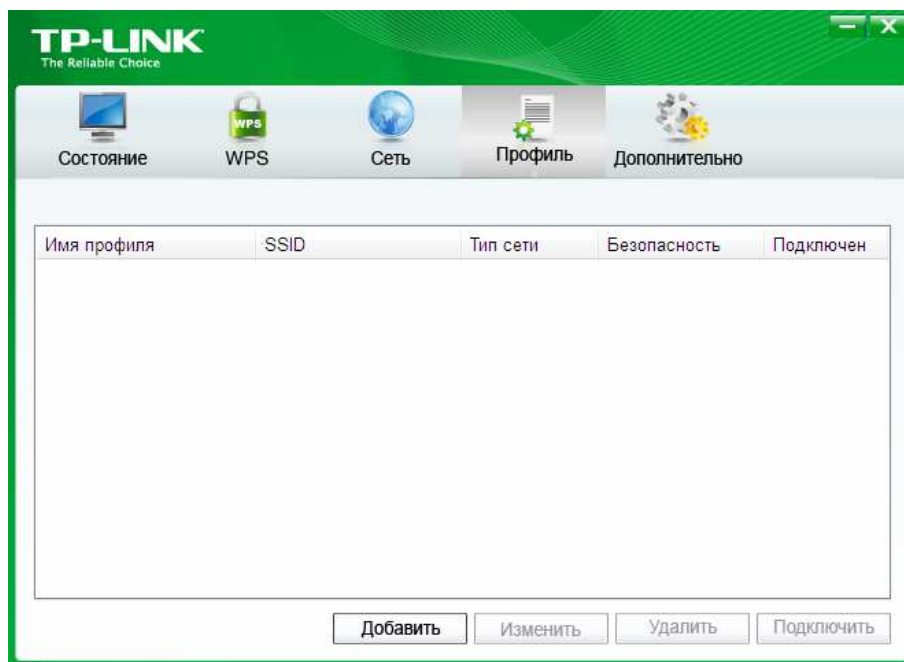 TP-LINK
The Reliable Choice
Состояние WPS Сеть Профиль Дополнительно
WPS
Имя профиля SSID Тип сети Безопасность Подключен
Добавить Изменить Удалить Подключить